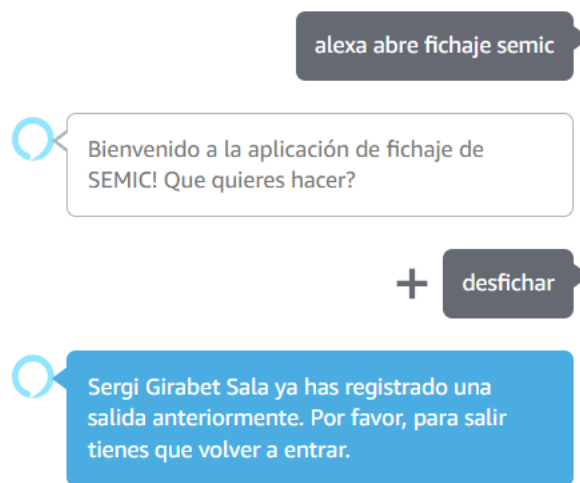 alexa abre fichaje semic
Bienvenido a la aplicación de fichaje de
SEMIC! Que quieres hacer?
desfichar
Sergi Girabet Sala ya has registrado una
salida anteriormente. Por favor, para salir
tienes que volver a entrar.